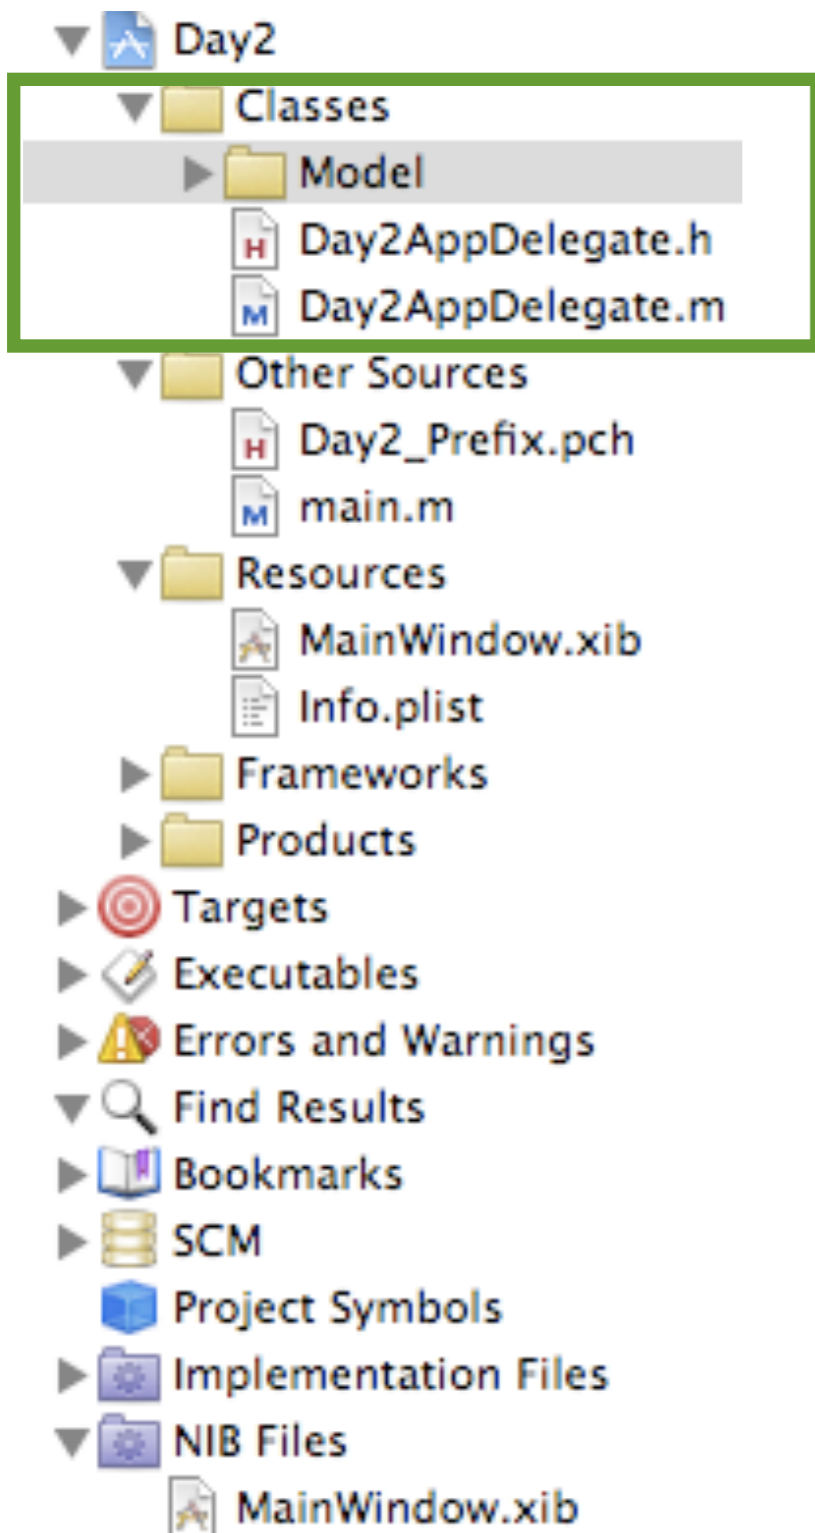 Day2
Classes
Model
H Day2AppDelegate.h
M Day2AppDelegate.m
Other Sources
H Day2_Prefix.pch
M main.m
Resources
MainWindow.xib
Info.plist
Frameworks
Products
Targets
Executables
Errors and Warnings
Find Results
Bookmarks
SCM
Project Symbols
Implementation Files
NIB Files
MainWindow.xib